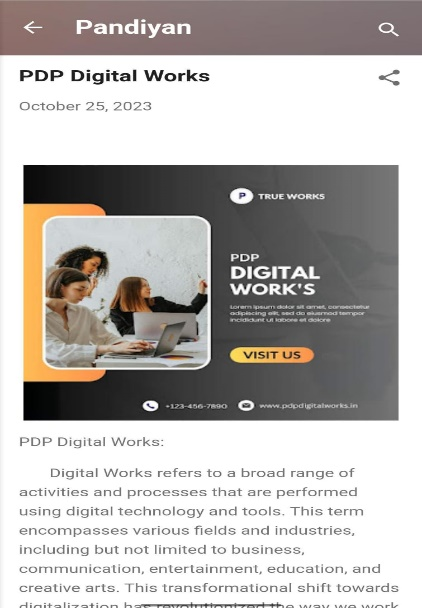 Pandiyan
PDP Digital Works
October 25, 2023
P TRUE WORKS
PDP
DIGITAL
WORK'S
Lorem ipsum dolor sit amet, consectetur
adipiscing elit, sed do eiusmod tempor
incididunt ut labore et dolore
VISIT US
+123-456-7890 www.pdpdigitalworks.in
PDP Digital Works:
Digital Works refers to a broad range of
activities and processes that are performed
using digital technology and tools. This term
encompasses various fields and industries,
including but not limited to business,
communication, entertainment, education, and
creative arts. This transformational shift towards
digitalization has revolutionized the way we work